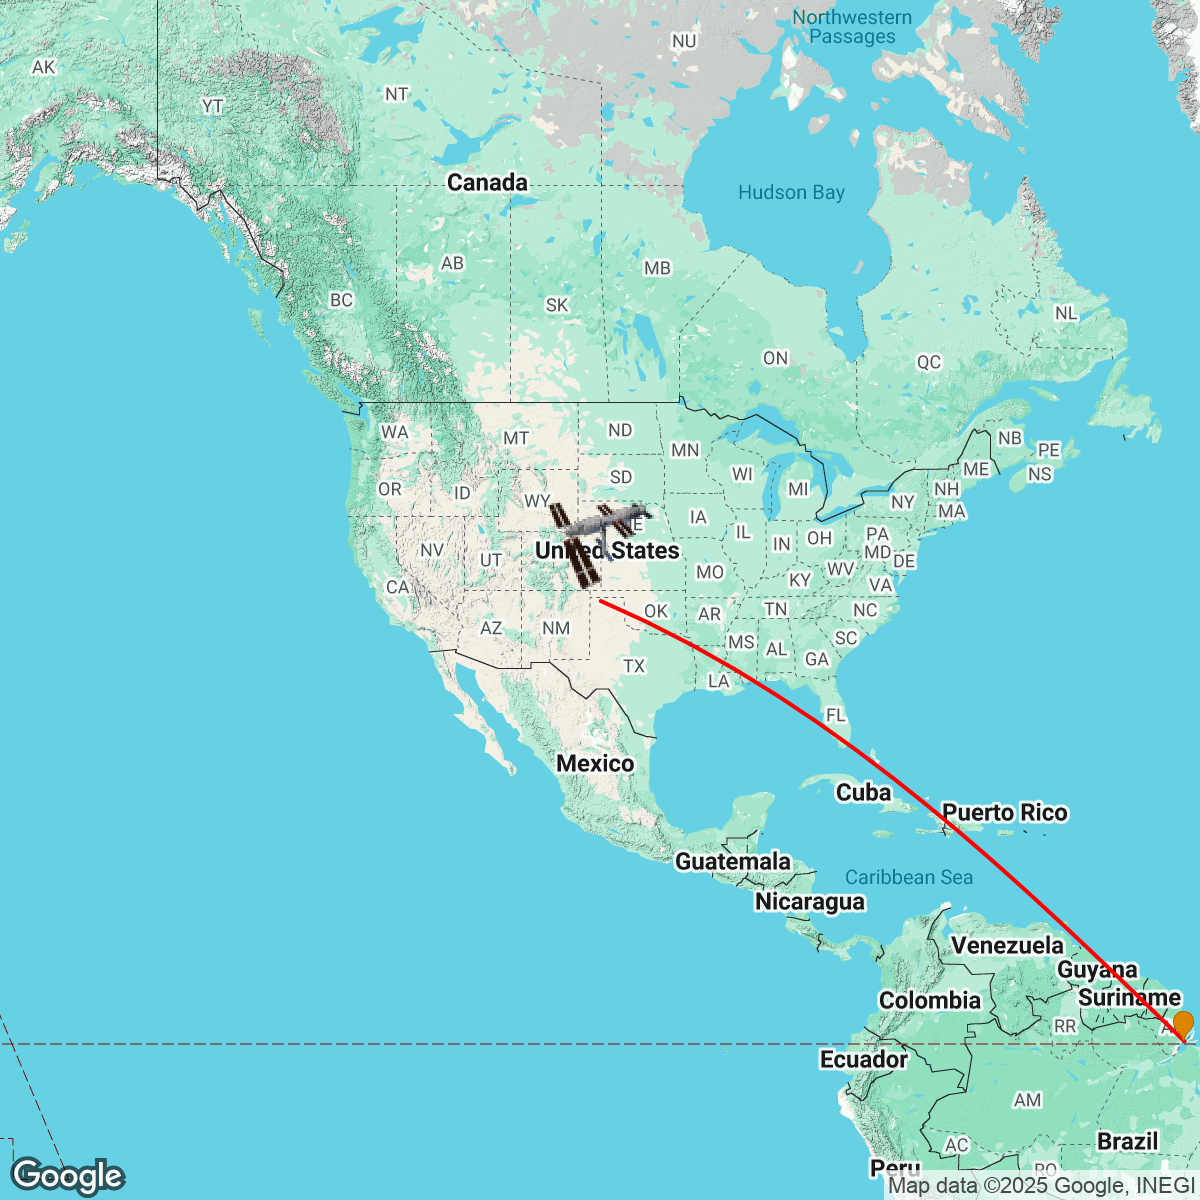 Northwestern
Passages
NU
AK
NT
YT
Canada
Hudson Bay
AB
MB
SK
BC
NL
ON
QC
WA
MT
ND
MN
NB
PE
WI
ME
NS
SD
OR
ID
MI
NH
WY
NY
MA
IA
NE
IL
OH
PA
IN
MD
NV
United States
UT
DE
WV
MO
KY
CA
VA
OK
AR
TN
NC
AZ
NM
MS
SC
AL
GA
TX
LA
FL
Mexico
Cuba
Puerto Rico
Guatemala
Caribbean Sea
Nicaragua
Venezuela
Guyana
Suriname
Colombia
RR
Ecuador
AM
Brazil
AC
Peru
RO
Google
Map data ©2025 Google, INEGI